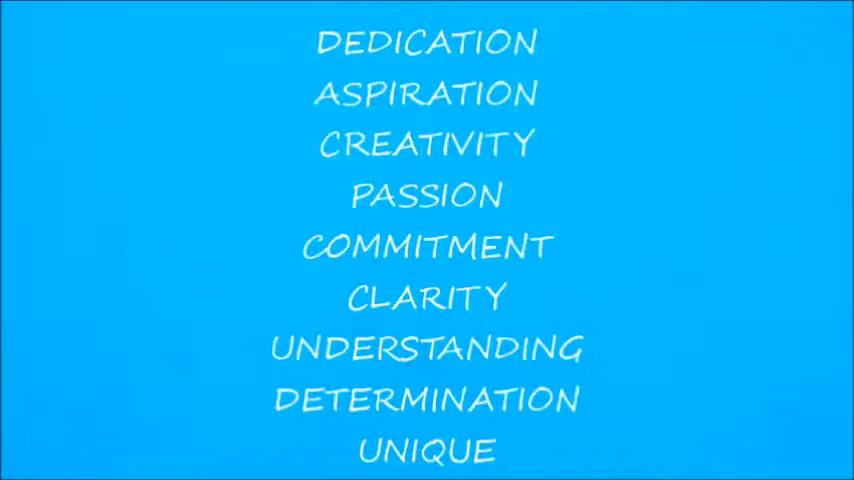 DEDICATION
ASPIRATION
CREATIVITY
PASSION
COMMITMENT
CLARITY
UNDERSTANDING
DETERMINATION
UNIQUE